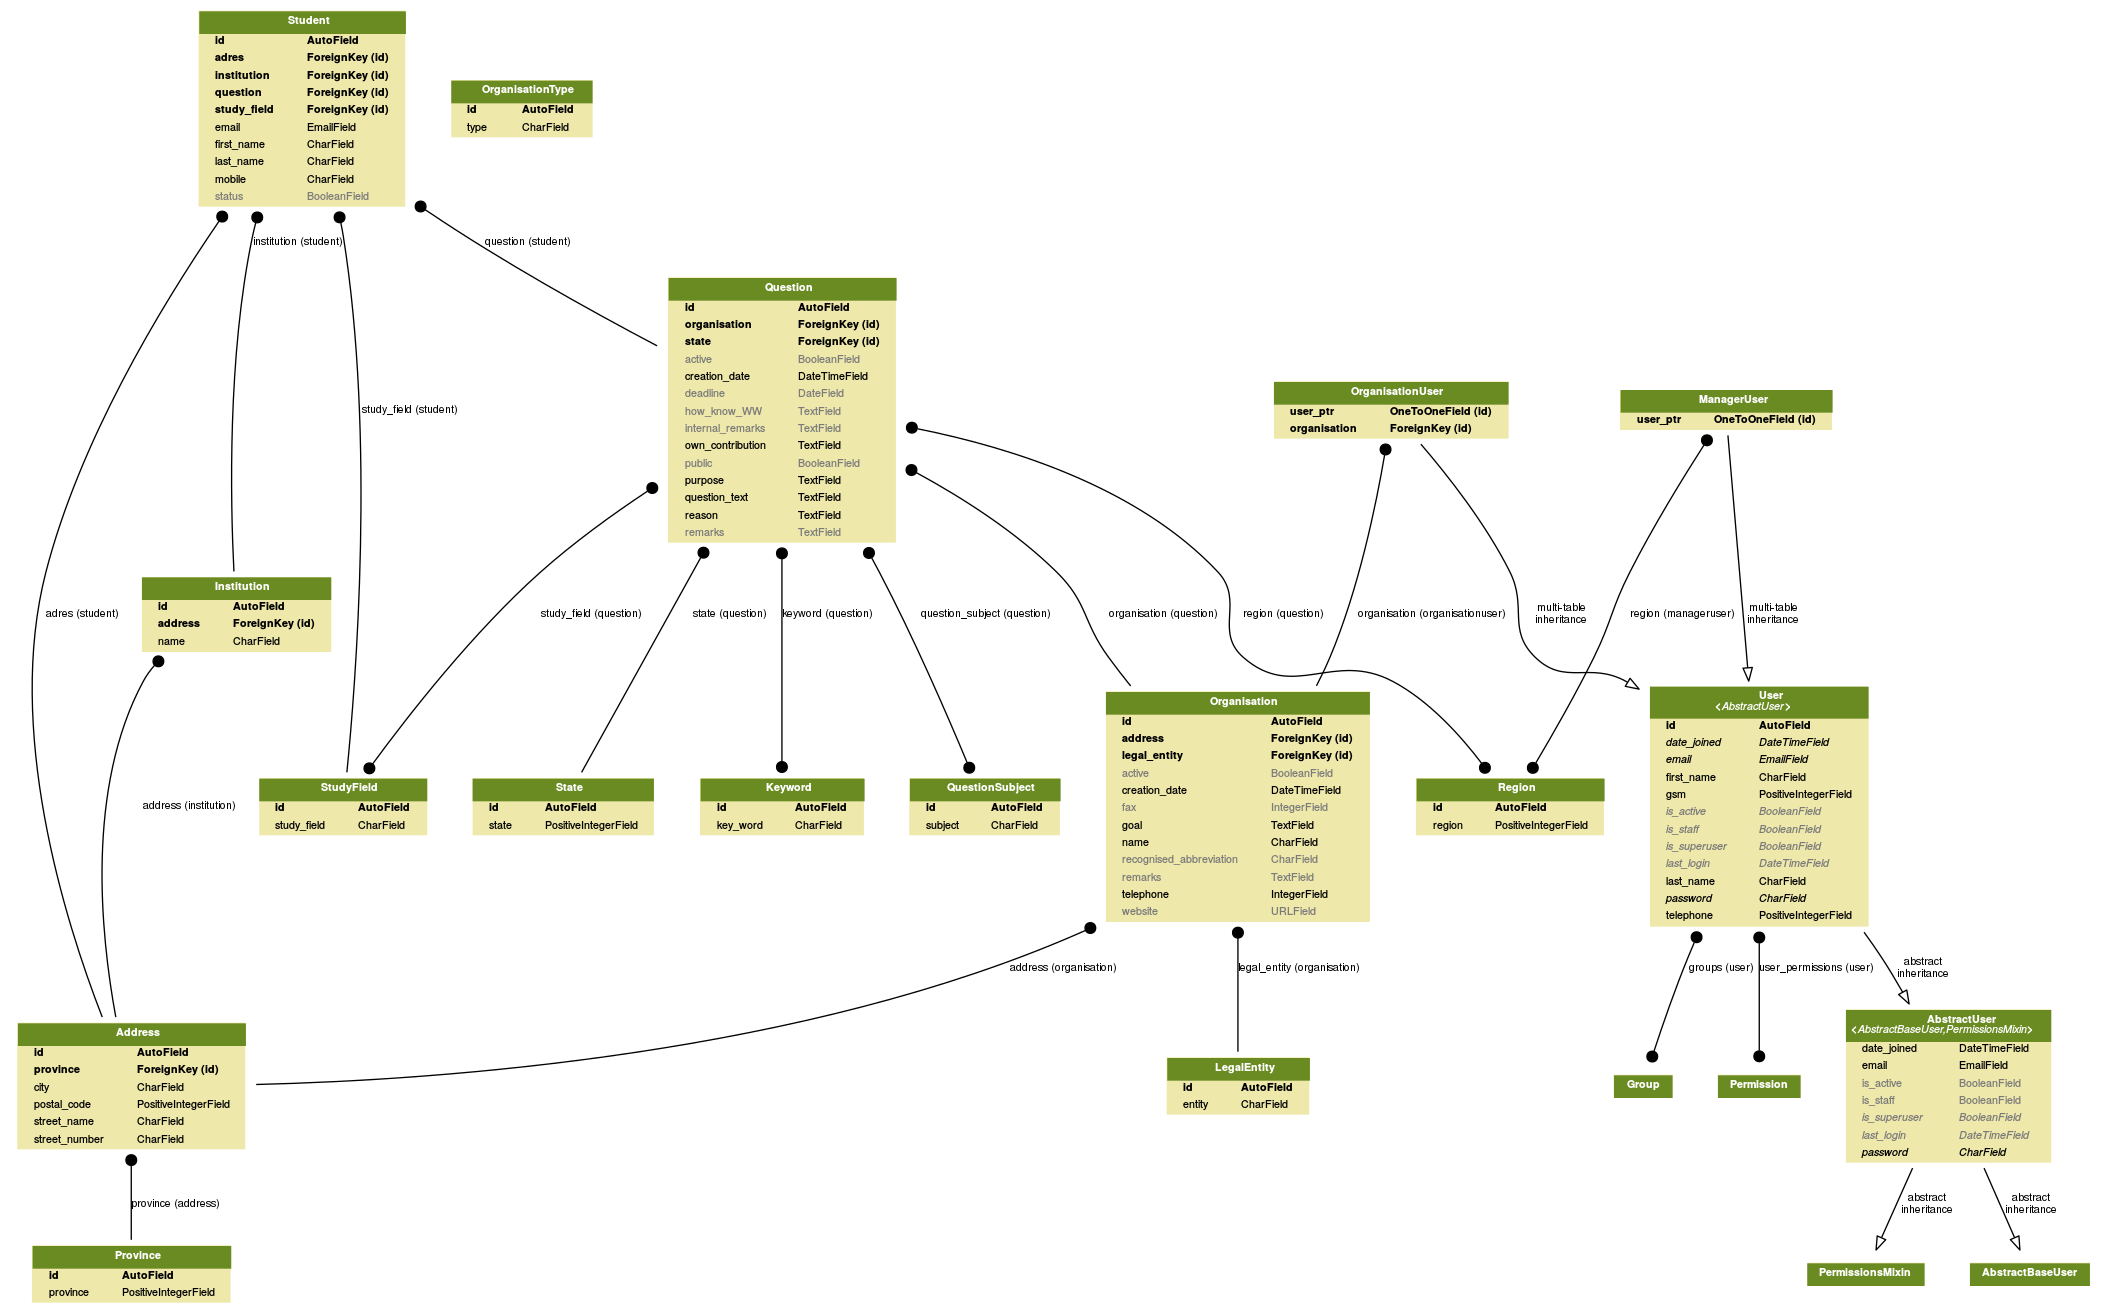 Student
id AutoField
adres ForeignKey (id)
institution ForeignKey (id)
question ForeignKey (id)
study_field ForeignKey (id)
email EmailField
first_name CharField
last_name CharField
mobile CharField
status BooleanField
OrganisationType
id AutoField
type CharField
institution (student)
question (student)
Question
id AutoField
organisation ForeignKey (id)
state ForeignKey (id)
active BooleanField
creation_date DateTimeField
deadline DateField
how_know_WW TextField
internal_remarks TextField
own_contribution TextField
public BooleanField
purpose TextField
question_text TextField
reason TextField
remarks TextField
study_field (student)
OrganisationUser
user_ptr OneToOneField (id)
organisation ForeignKey (id)
ManagerUser
user_ptr OneToOneField (id)
Institution
id AutoField
address ForeignKey (id)
name CharField
adres (student)
study_field (question)
state (question)
keyword (question)
question_subject (question)
organisation (question)
region (question)
organisation (organisationuser)
multi-table
inheritance
region (manageruser)
multi-table
inheritance
address (institution)
StudyField
id AutoField
study_field CharField
State
id AutoField
state PositiveIntegerField
Keyword
id AutoField
key_word CharField
QuestionSubject
id AutoField
subject CharField
Organisation
id AutoField
address ForeignKey (id)
legal_entity ForeignKey (id)
active BooleanField
creation_date DateTimeField
fax IntegerField
goal TextField
name CharField
recognised_abbreviation CharField
remarks TextField
telephone IntegerField
website URLField
Region
id AutoField
region PositiveIntegerField
User
<AbstractUser>
id AutoField
date_joined DateTimeField
email EmailField
first_name CharField
gsm PositiveIntegerField
is_active BooleanField
is_staff BooleanField
is_superuser BooleanField
last_login DateTimeField
last_name CharField
password CharField
telephone PositiveIntegerField
address (organisation)
legal_entity (organisation)
groups (user)
user_permissions (user)
abstract
inheritance
Address
id AutoField
province ForeignKey (id)
city CharField
postal_code PositiveIntegerField
street_name CharField
street_number CharField
LegalEntity
id AutoField
entity CharField
Group
Permission
AbstractUser
<AbstractBaseUser,PermissionsMixin>
date_joined DateTimeField
email EmailField
is_active BooleanField
is_staff BooleanField
is_superuser BooleanField
last_login DateTimeField
password CharField
province (address)
abstract
inheritance
abstract
inheritance
Province
id AutoField
province PositiveIntegerField
PermissionsMixin
AbstractBaseUser